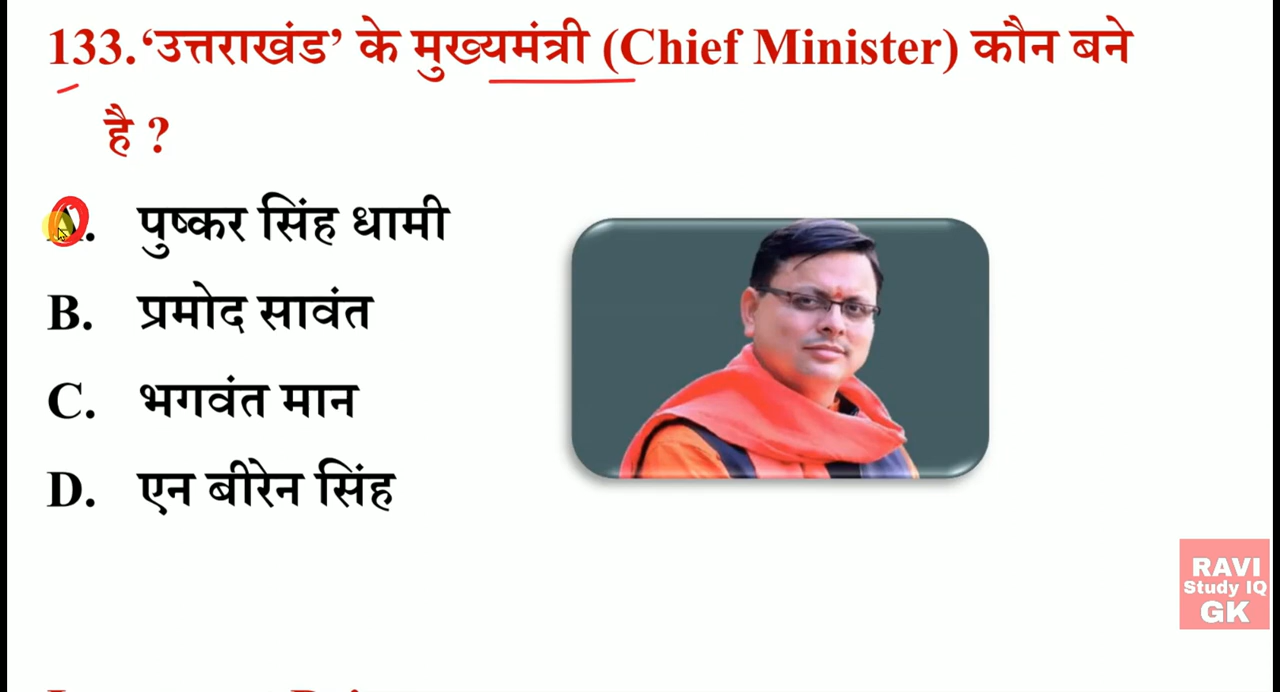 133.‘उत्तराखंड’ के मुख्यमंत्री (Chief Minister) कौन बने
है ?
A. पुष्कर सिंह धामी
B. प्रमोद सावंत
C. भगवंत मान
D. एन बीरेन सिंह
RAVI
Study IQ
GK